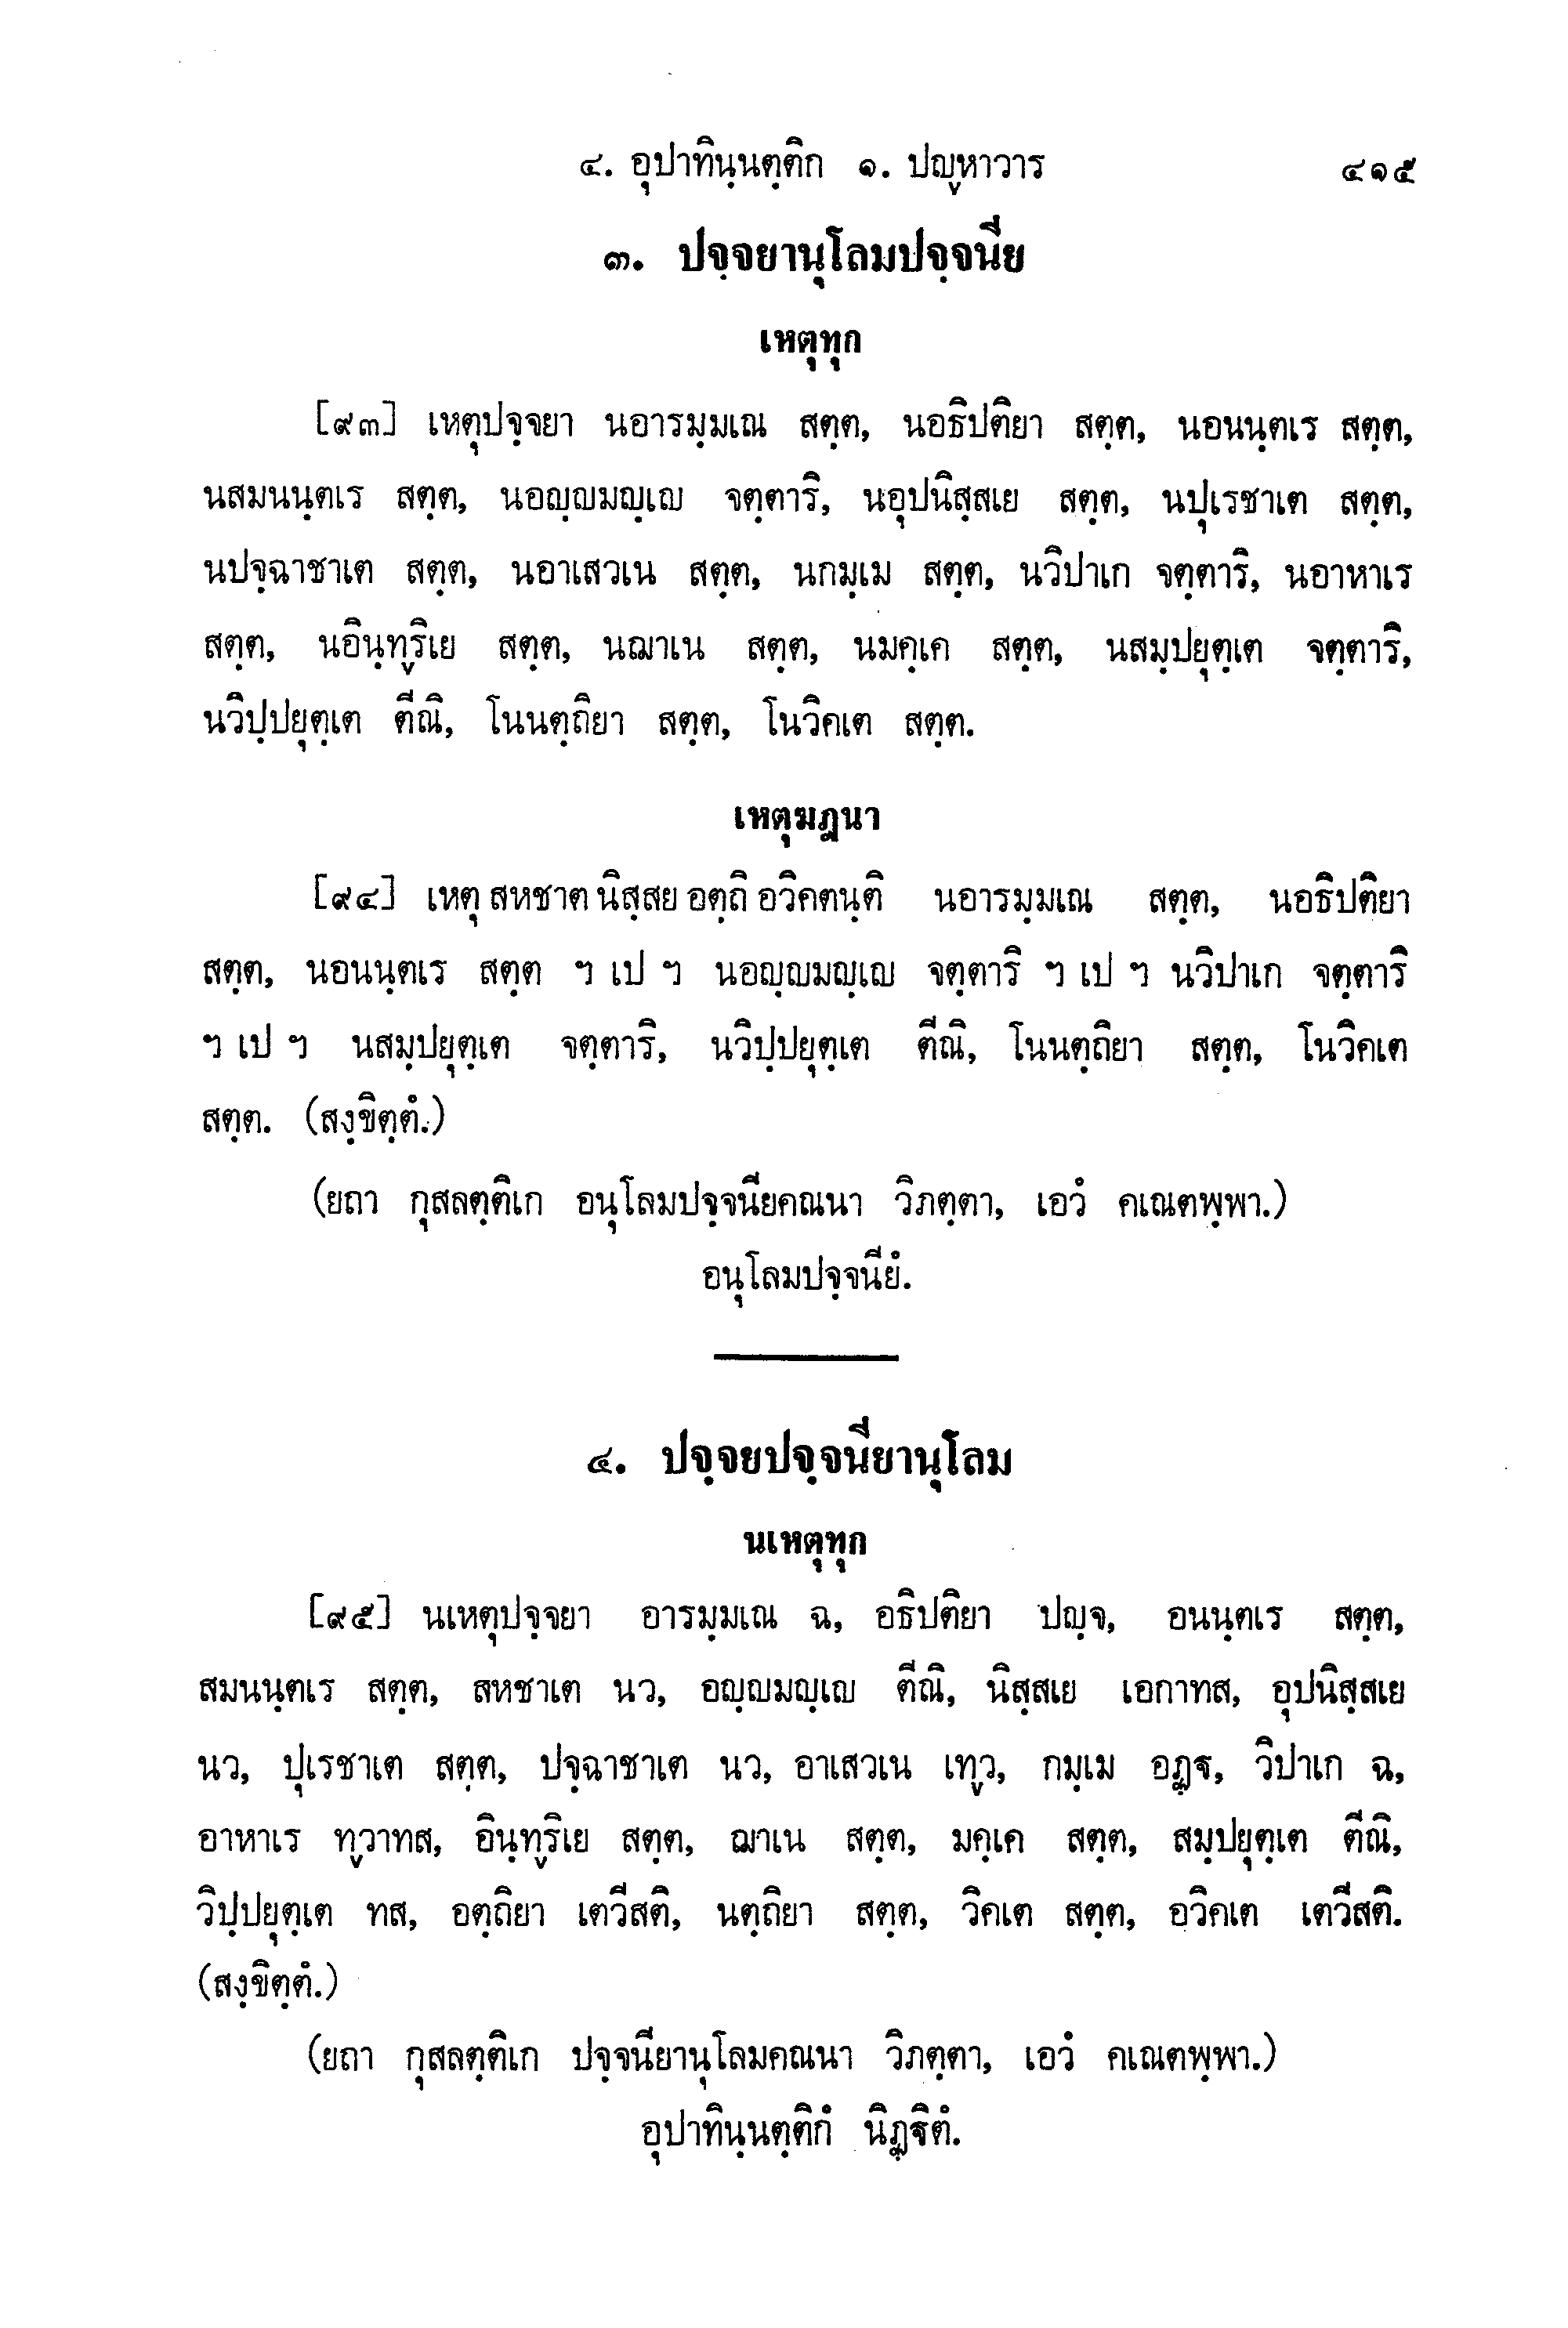 ๔. อุปาทินฺนตฺติก ๑. ปญฺหาวาร ๔๑๕
๓. ปจฺจยานุโลมปจฺจนีย
เหตุทุก
[๙๓] เหตุปจฺจยา นอารมฺมเณ สตฺต, นอธิปติยา สตฺต, นอนนฺตเร สตฺต,
นสมนนฺตเร สตฺต, นอญฺญมญฺเญ จตฺตาริ, นอุปนิสฺสเย สตฺต, นปุเรชาเต สตฺต,
นปจฺฉาชาเต สตฺต, นอาเสวเน สตฺต, นกมฺเม สตฺต, นวิปาเก จตฺตาริ, นอาหาเร
สตฺต, นอินฺทฺริเย สตฺต, นฌาเน สตฺต, นมคฺเค สตฺต, นสมฺปยุตฺเต จตฺตาริ,
นวิปฺปยุตฺเต ตีณิ, โนนตฺถิยา สตฺต, โนวิคเต สตฺต.
เหตุฆฏนา
[๙๔] เหตุ สหชาต นิสฺสย อตฺถิ อวิคตนฺติ นอารมฺมเณ สตฺต, นอธิปติยา
สตฺต, นอนนฺตเร สตฺต ฯ เป ฯ นอญฺญมญฺเญ จตฺตาริ ฯ เป ฯ นวิปาเก จตฺตาริ
ฯ เป ฯ นสมฺปยุตฺเต จตฺตาริ, นวิปฺปยุตฺเต ตีณิ, โนนตฺถิยา สตฺต, โนวิคเต
สตฺต. (สงฺขิตฺตํ.)
(ยถา กุสลตฺติเก อนุโลมปจฺจนียคณนา วิภตฺตา, เอวํ คเณตพฺพา.)
อนุโลมปจฺจนียํ.
๔. ปจฺจยปจฺจนียานุโลม
นเหตุทุก
[๙๕] นเหตุปจฺจยา อารมฺมเณ ฉ, อธิปติยา ปญฺจ, อนนฺตเร สตฺต,
สมนนฺตเร สตฺต, สหชาเต นว, อญฺญมญฺเญ ตีณิ, นิสฺสเย เอกาทส, อุปนิสฺสเย
นว, ปุเรชาเต สตฺต, ปจฺฉาชาเต นว, อาเสวเน เทฺว, กมฺเม อฏฺฐ, วิปาเก ฉ,
อาหาเร ทฺวาทส, อินฺทฺริเย สตฺต, ฌาเน สตฺต, มคฺเค สตฺต, สมฺปยุตฺเต ตีณิ,
วิปฺปยุตฺเต ทส, อตฺถิยา เตวีสติ, นตฺถิยา สตฺต, วิคเต สตฺต, อวิคเต เตวีสติ.
(สงฺขิตฺตํ.)
(ยถา กุสลตฺติเก ปจฺจนียานุโลมคณนา วิภตฺตา, เอวํ คเณตพฺพา.)
อุปาทินฺนตฺติกํ นิฏฺฐิตํ.